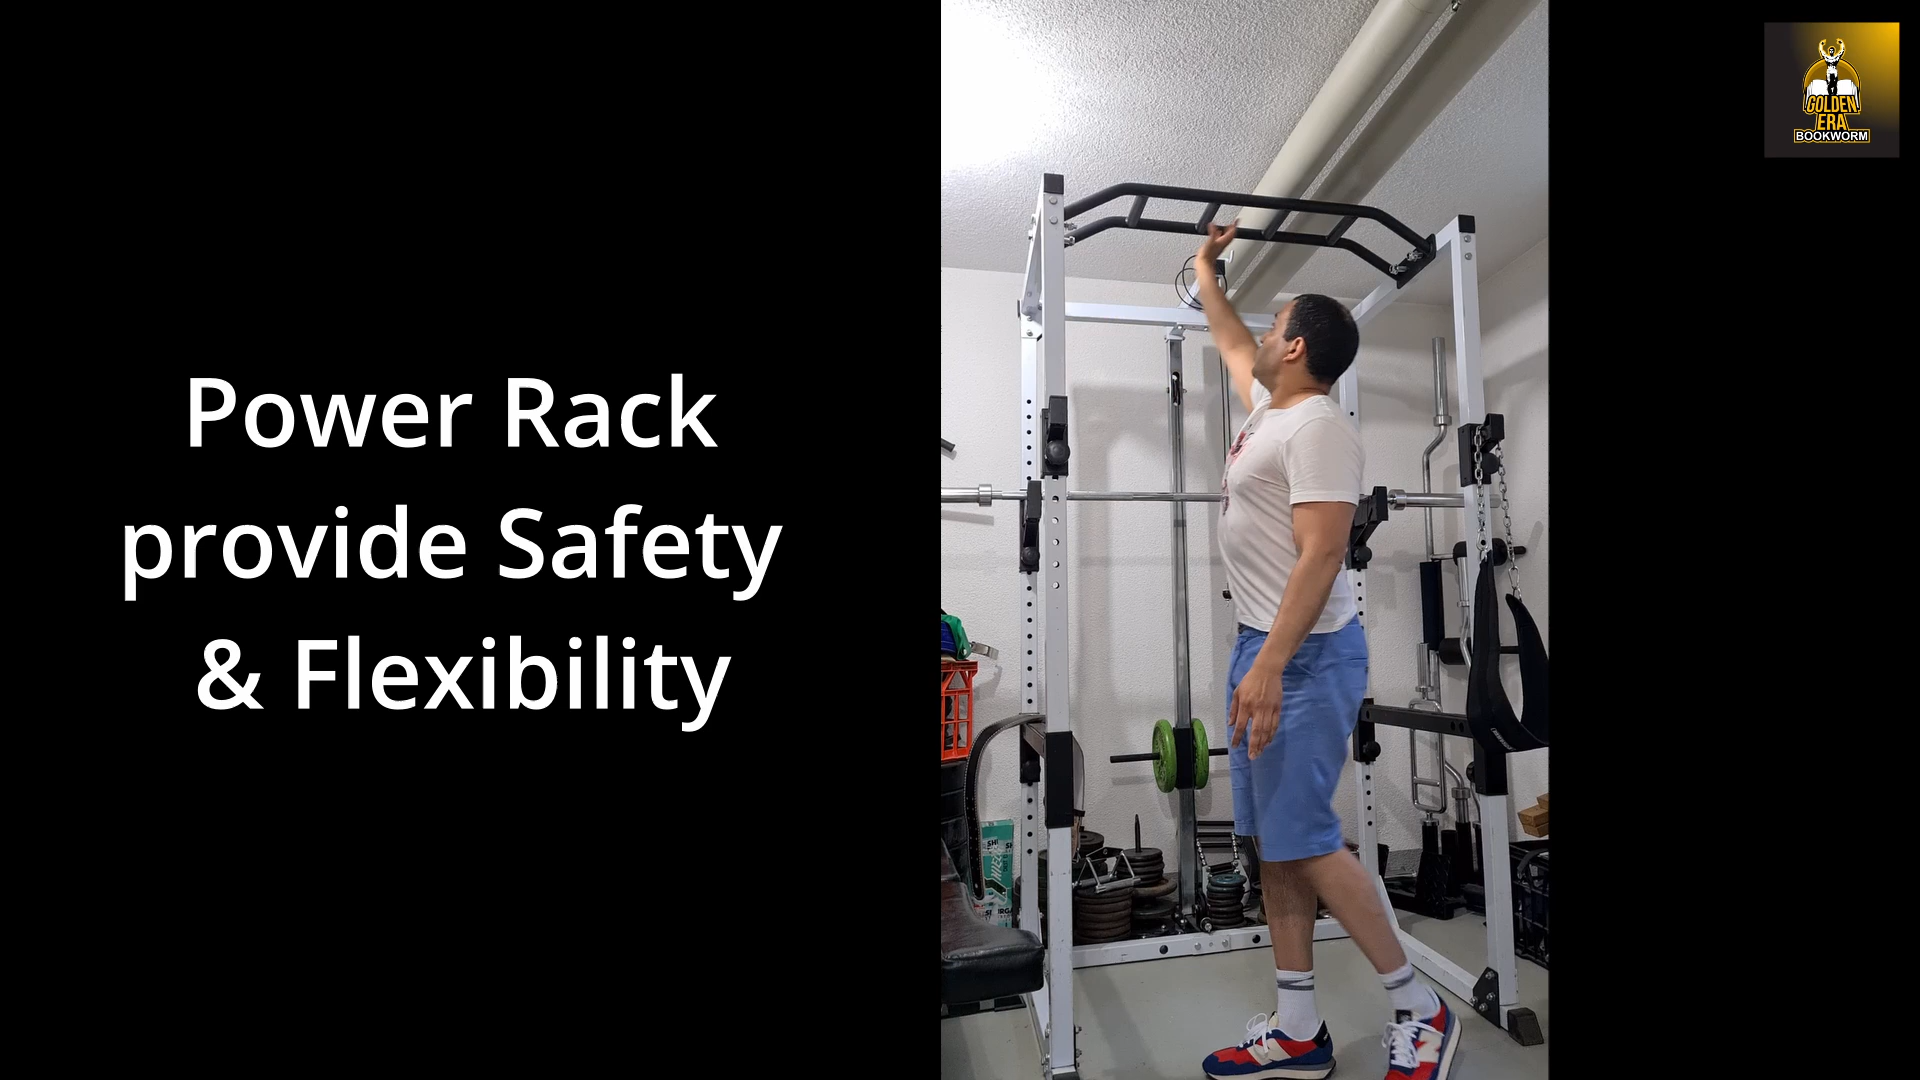 Power Rack
provide Safety
& Flexibility
GOLDEN
ERA
BOOKWORM